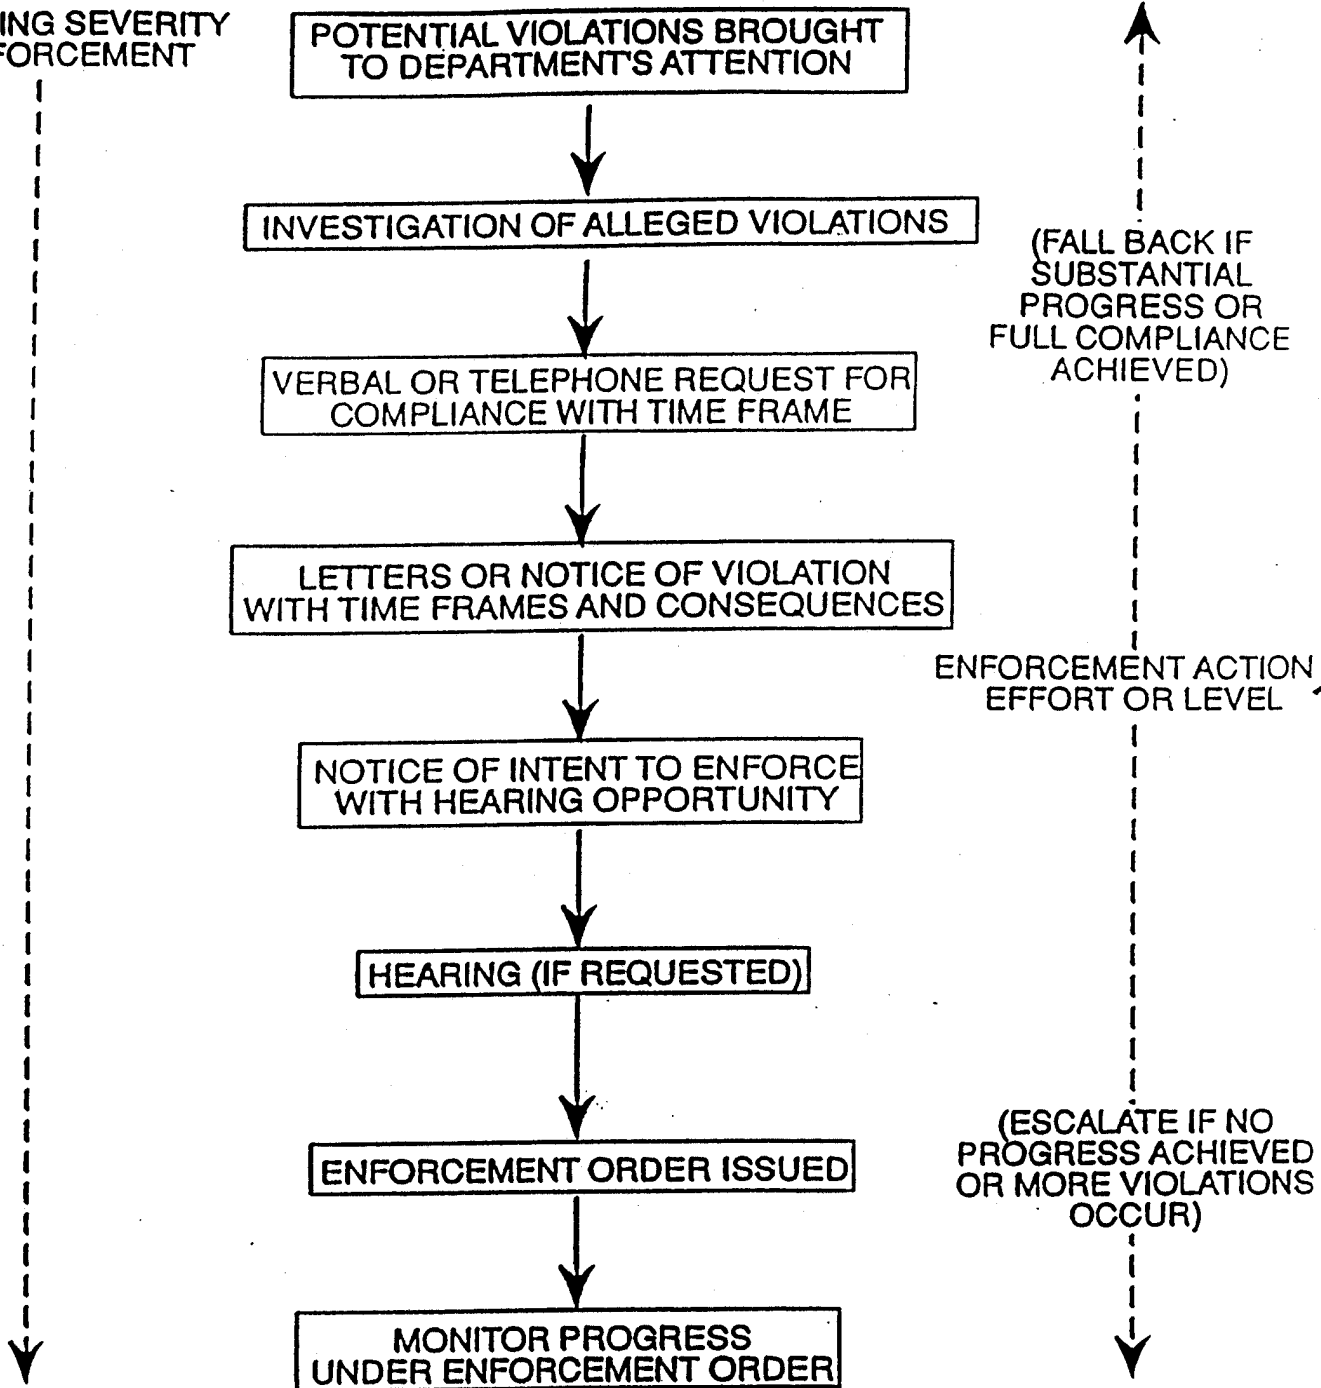 SEVERITY
POTENTIAL VIOLATIONS BROUGHT
TO DEPARTMENT'S ATTENTION
INVESTIGATION OF ALLEGED VIOLATIONS
(FALL BACK IF
SUBSTANTIAL
PROGRESS OR
FULL COMPLIANCE
ACHIEVED)
VERBAL OR TELEPHONE REQUEST FOR
COMPLIANCE WITH TIME FRAME
LETTERS OR NOTICE OF VIOLATION
WITH TIME FRAMES AND CONSEQUENCES
ENFORCEMENT ACTION
EFFORT OR LEVEL
NOTICE OF INTENT TO ENFORCE
WITH HEARING OPPORTUNITY
HEARING (IF REQUESTED)
(ESCALATE IF NO
PROGRESS ACHIEVED
OR MORE VIOLATIONS
OCCUR)
ENFORCEMENT ORDER ISSUED
MONITOR PROGRESS
UNDER ENFORCEMENT ORDER